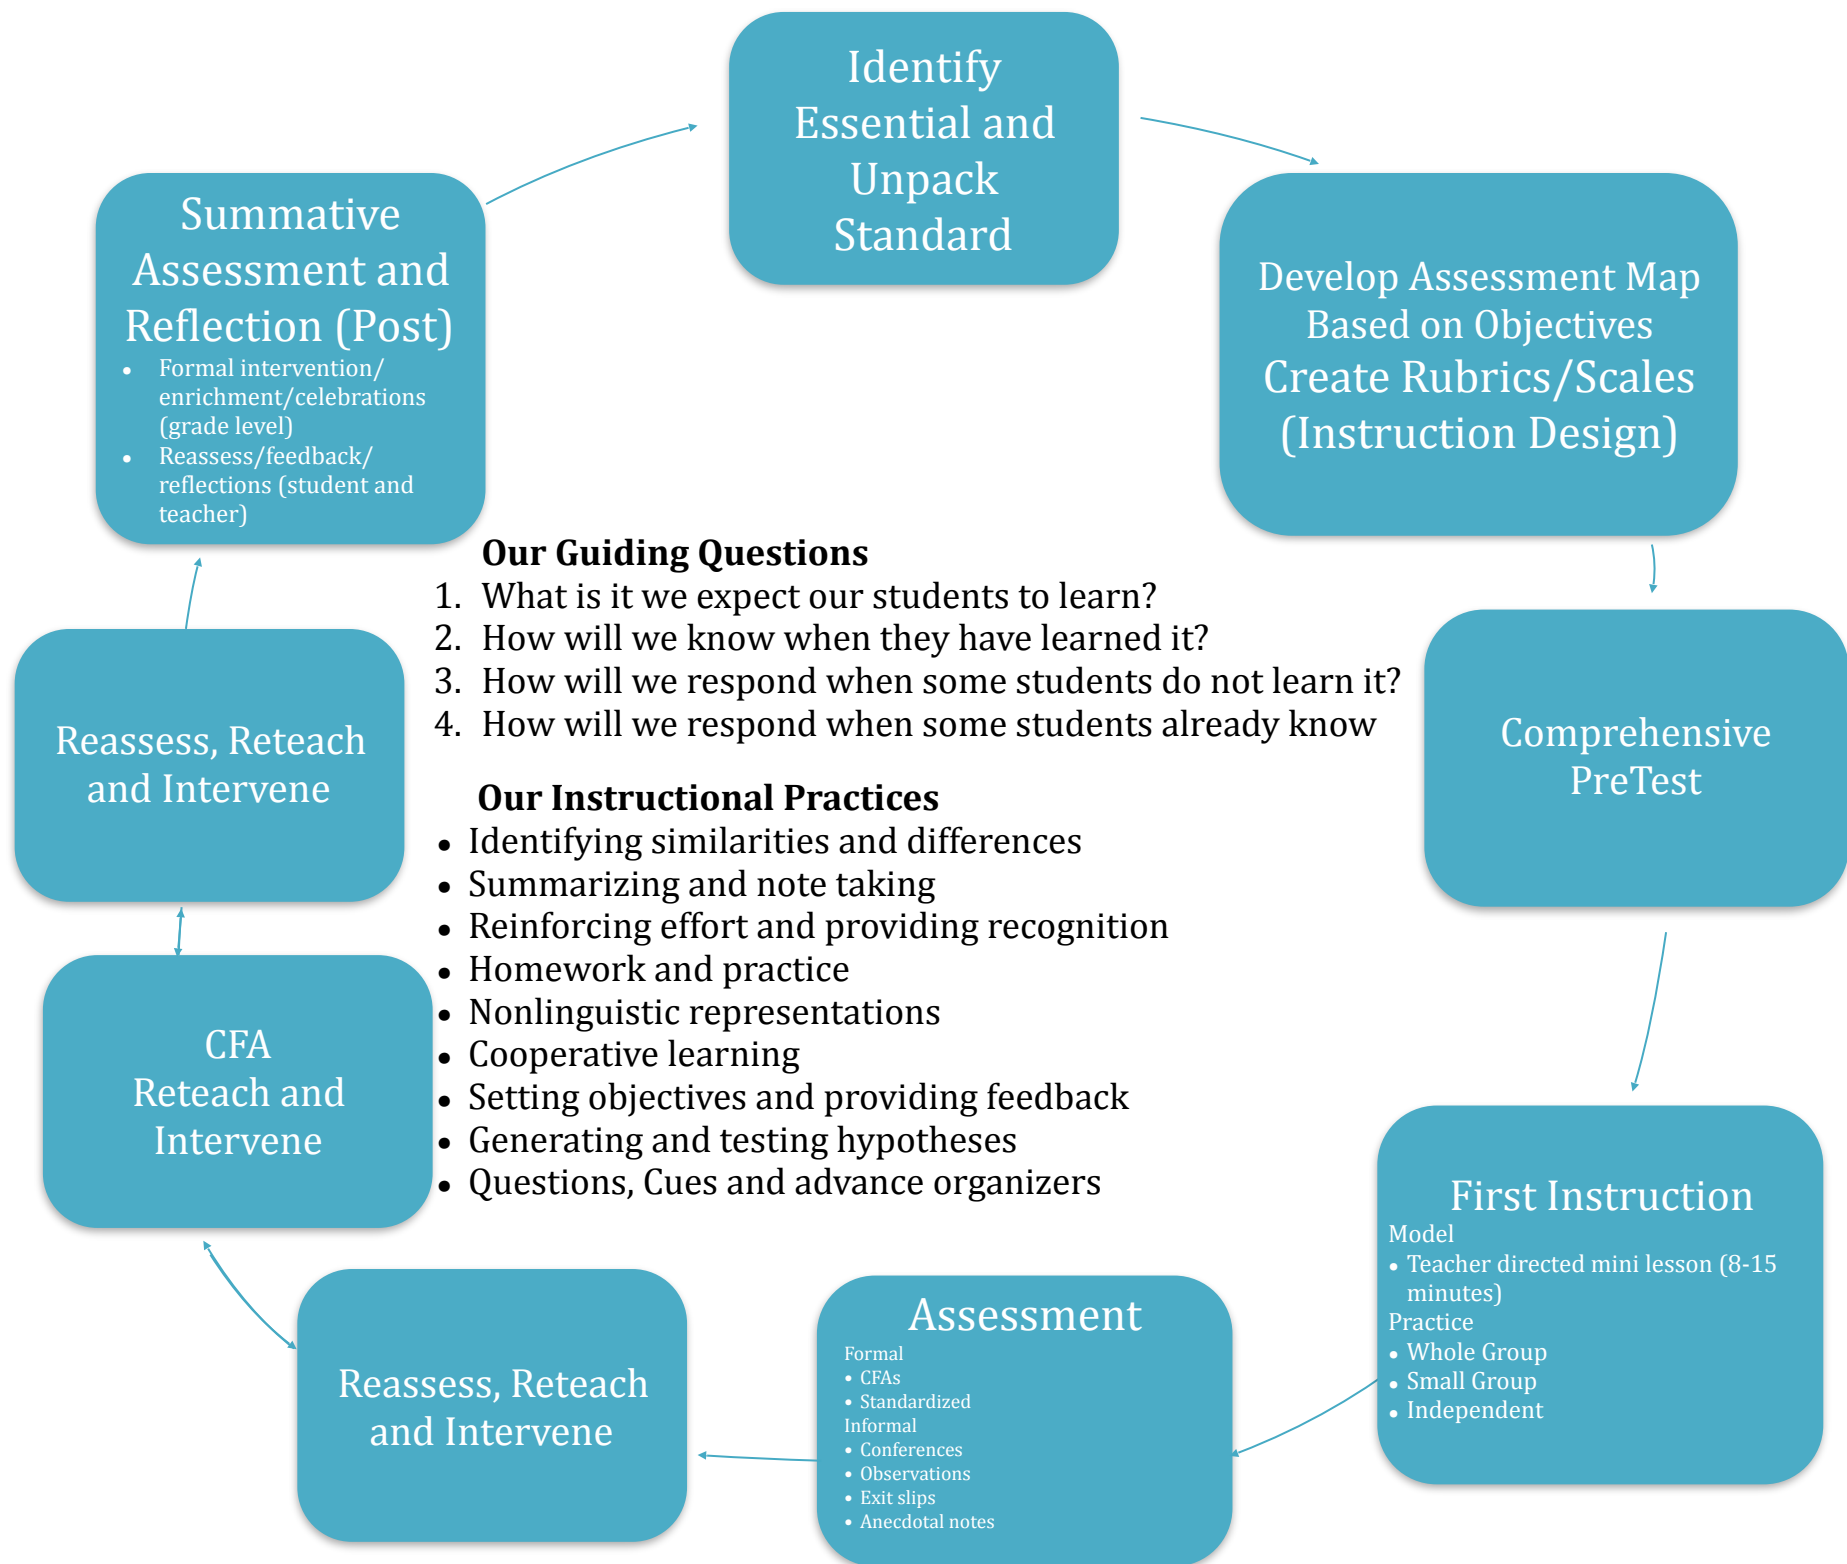 Identify
Essential and
Unpack
Standard
Develop Assessment Map
Based on Objectives
Create Rubrics/Scales
(Instruction Design)
Comprehensive
PreTest
First Instruction
Model
• Teacher directed mini lesson (8-15
minutes)
Practice
• Whole Group
• Small Group
• Independent
Assessment
Formal
• CFAs
• Standardized
Informal
• Conferences
• Observations
• Exit slips
• Anecdotal notes
Reassess, Reteach
and Intervene
CFA
Reteach and
Intervene
Reassess, Reteach
and Intervene
Summative
Assessment and
Reflection (Post)
• Formal intervention/
enrichment/celebrations
(grade level)
• Reassess/feedback/
reflections (student and
teacher)
Our Guiding Questions
1. What is it we expect our students to learn?
2. How will we know when they have learned it?
3. How will we respond when some students do not learn it?
4. How will we respond when some students already know
Our Instructional Practices
• Identifying similarities and differences
• Summarizing and note taking
• Reinforcing effort and providing recognition
• Homework and practice
• Nonlinguistic representations
• Cooperative learning
• Setting objectives and providing feedback
• Generating and testing hypotheses
• Questions, Cues and advance organizers